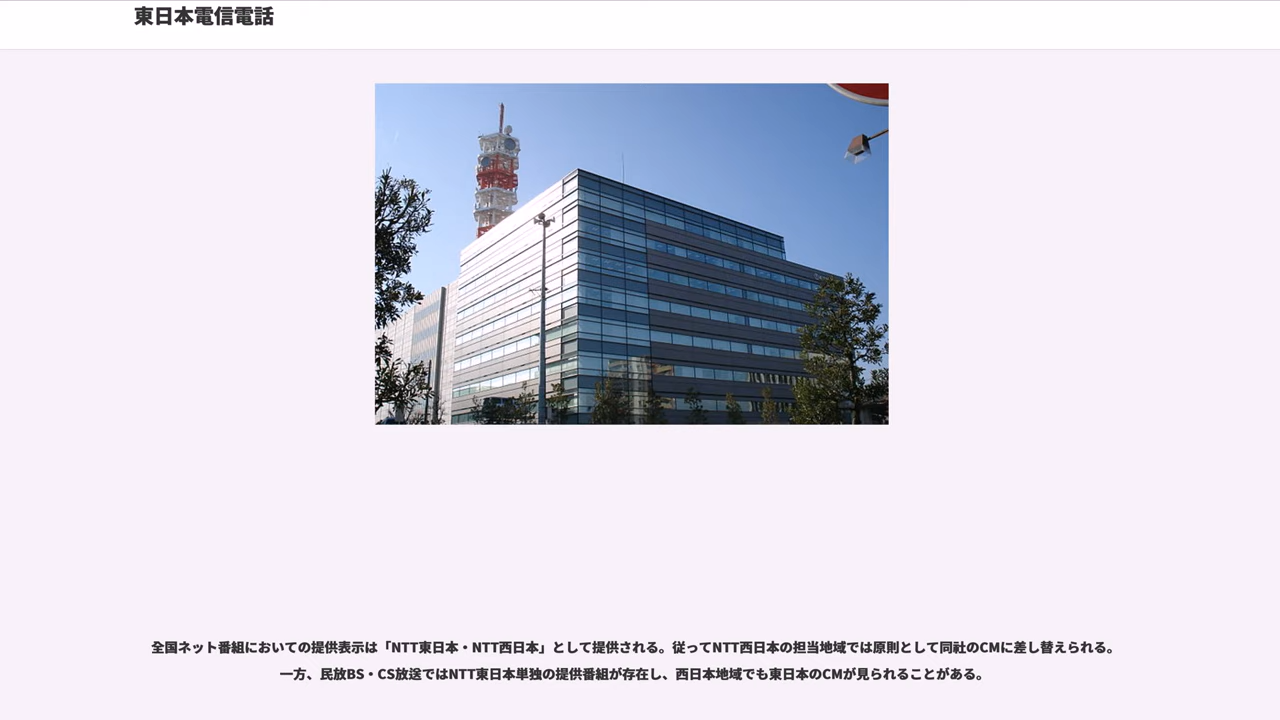 東日本電信電話
全国ネット番組においての提供表示は「NTT東日本・NTT西日本」として提供される。従ってNTT西日本の担当地域では原則として同社のCMに差し替えられる。
一方、民放BS・CS放送ではNTT東日本単独の提供番組が存在し、西日本地域でも東日本のCMが見られることがある。